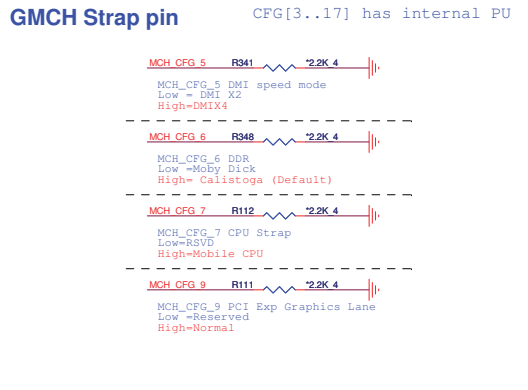 GMCH Strap pin
CFG[3..17] has internal PU
MCH_CFG_5 R341 *2.2K_4
MCH_CFG_5 DMI speed mode
Low = DMI X2
High=DMIX4
MCH_CFG_6 R348 *2.2K_4
MCH_CFG_6 DDR
Low =Moby Dick
High= Calistoga (Default)
MCH_CFG_7 R112 *2.2K_4
MCH_CFG_7 CPU Strap
Low=RSVD
High=Mobile CPU
MCH_CFG_9 R111 *2.2K_4
MCH_CFG_9 PCI Exp Graphics Lane
Low =Reserved
High=Normal